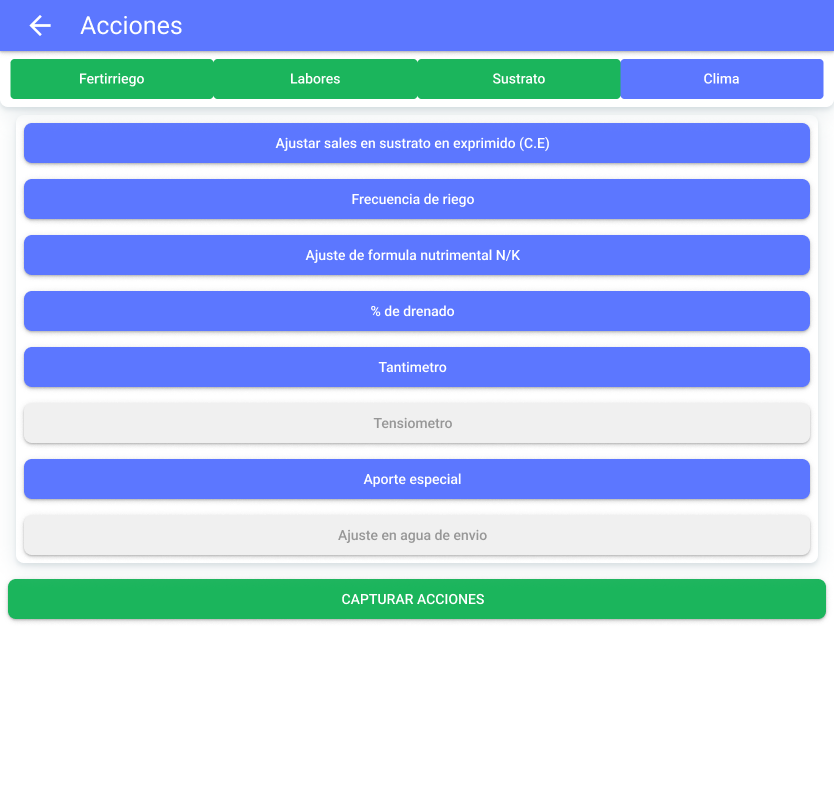 Acciones
Fertirriego
Labores
Sustrato
Clima
Ajustar sales en sustrato en exprimido (C.E)
Frecuencia de riego
Ajuste de formula nutrimental N/K
% de drenado
Tantimetro
Tensiometro
Aporte especial
Ajuste en agua de envio
CAPTURAR ACCIONES